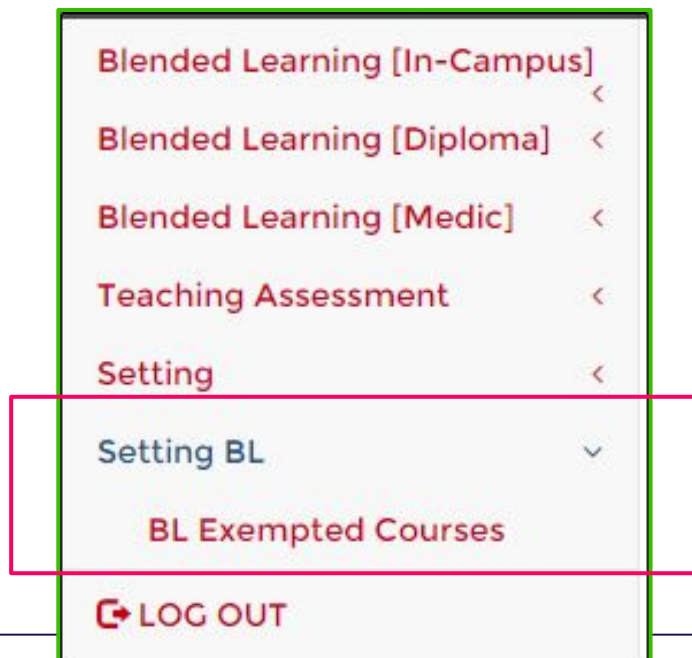 Blended Learning [In-Campus]
Blended Learning [Diploma]
Blended Learning [Medic]
Teaching Assessment
Setting
Setting BL
BL Exempted Courses
LOG OUT